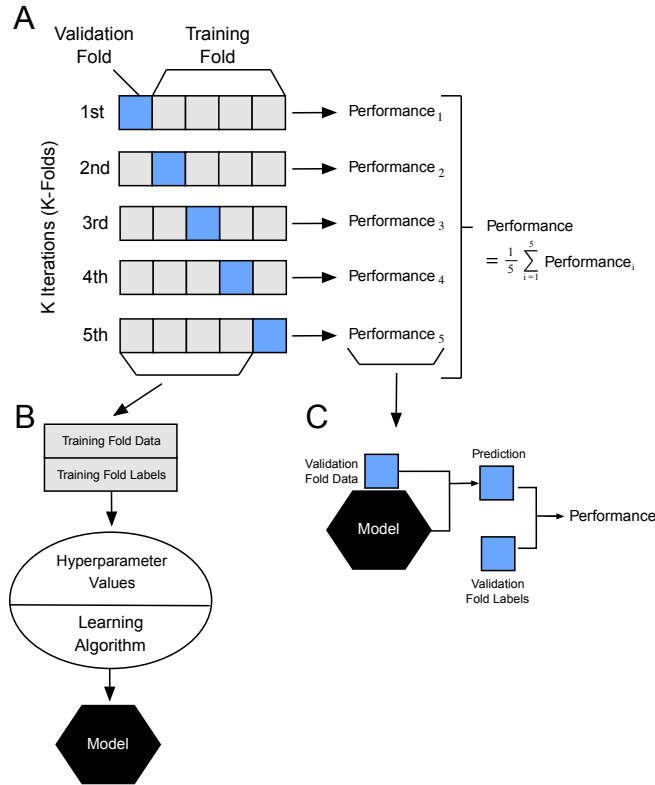 A
Validation
Fold
Training
Fold
K Iterations (K-Folds)
1st
Performance 1
2nd
Performance 2
3rd
Performance 3
4th
Performance 4
5th
Performance 5
Performance
= 1/5 5 ∑ i=1 Performance i
B
Training Fold Data
Training Fold Labels
Hyperparameter
Values
Learning
Algorithm
Model
C
Validation
Fold Data
Model
Prediction
Validation
Fold Labels
Performance